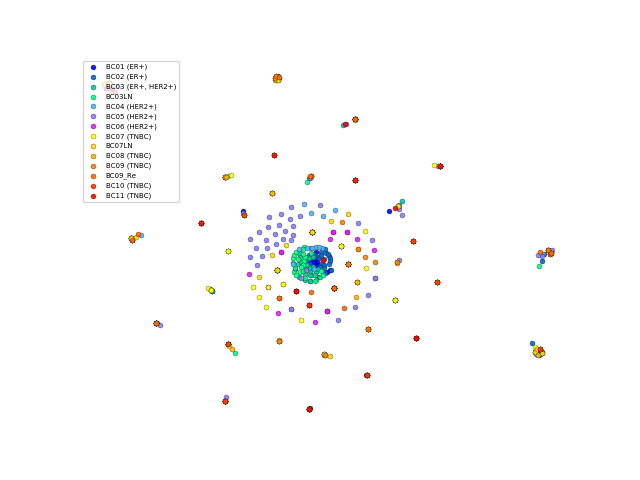 BC01 (ER+)
BC02 (ER+)
BC03 (ER+, HER2+)
BC03LN
BC04 (HER2+)
BC05 (HER2+)
BC06 (HER2+)
BC07 (TNBC)
BC07LN
BC08 (TNBC)
BC09 (TNBC)
BC09_Re
BC10 (TNBC)
BC11 (TNBC)